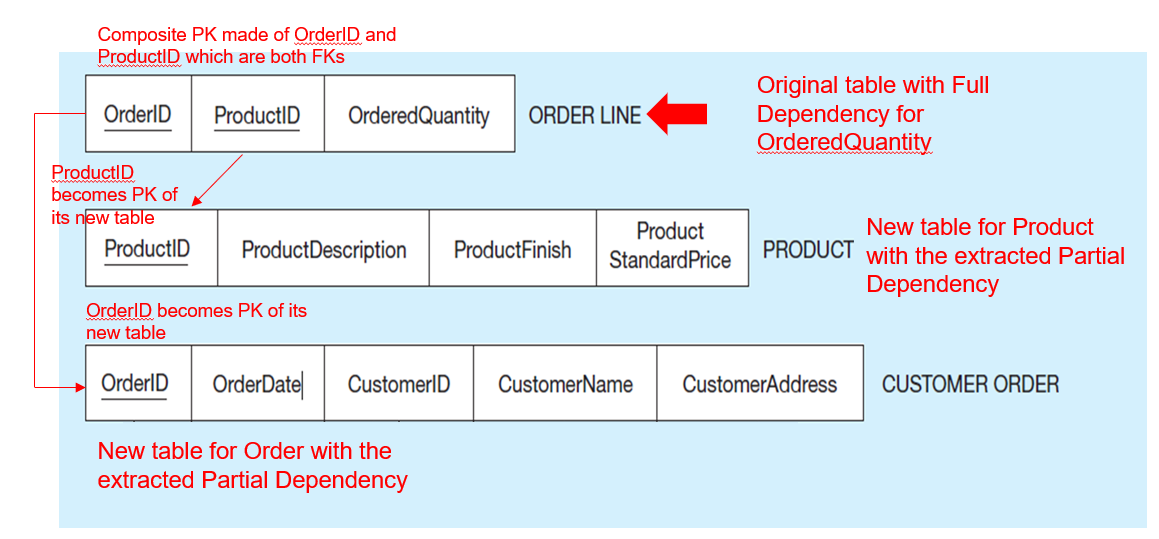 Composite PK made of OrderID and
ProductID which are both FKs
OrderID ProductID OrderedQuantity ORDER LINE
Original table with Full
Dependency for
OrderedQuantity
ProductID
becomes PK of
its new table
ProductID ProductDescription ProductFinish Product
StandardPrice PRODUCT
New table for Product
with the extracted Partial
Dependency
OrderID becomes PK of its
new table
OrderID OrderDate CustomerID CustomerName CustomerAddress CUSTOMER ORDER
New table for Order with the
extracted Partial Dependency